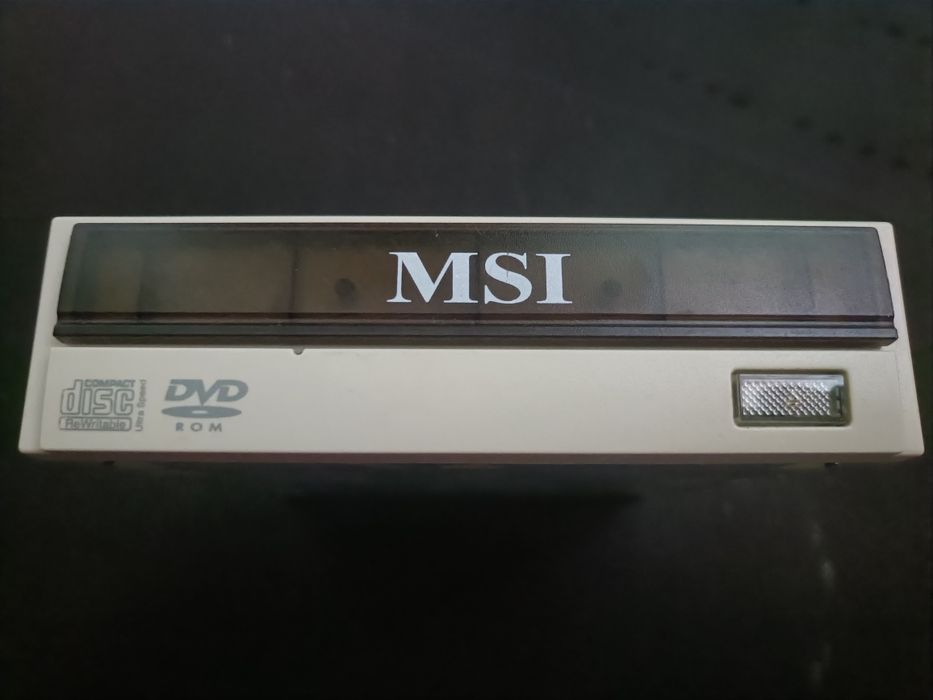 MSI
COMPACT
disc
ReWritable
Ultra Speed
DVD
ROM